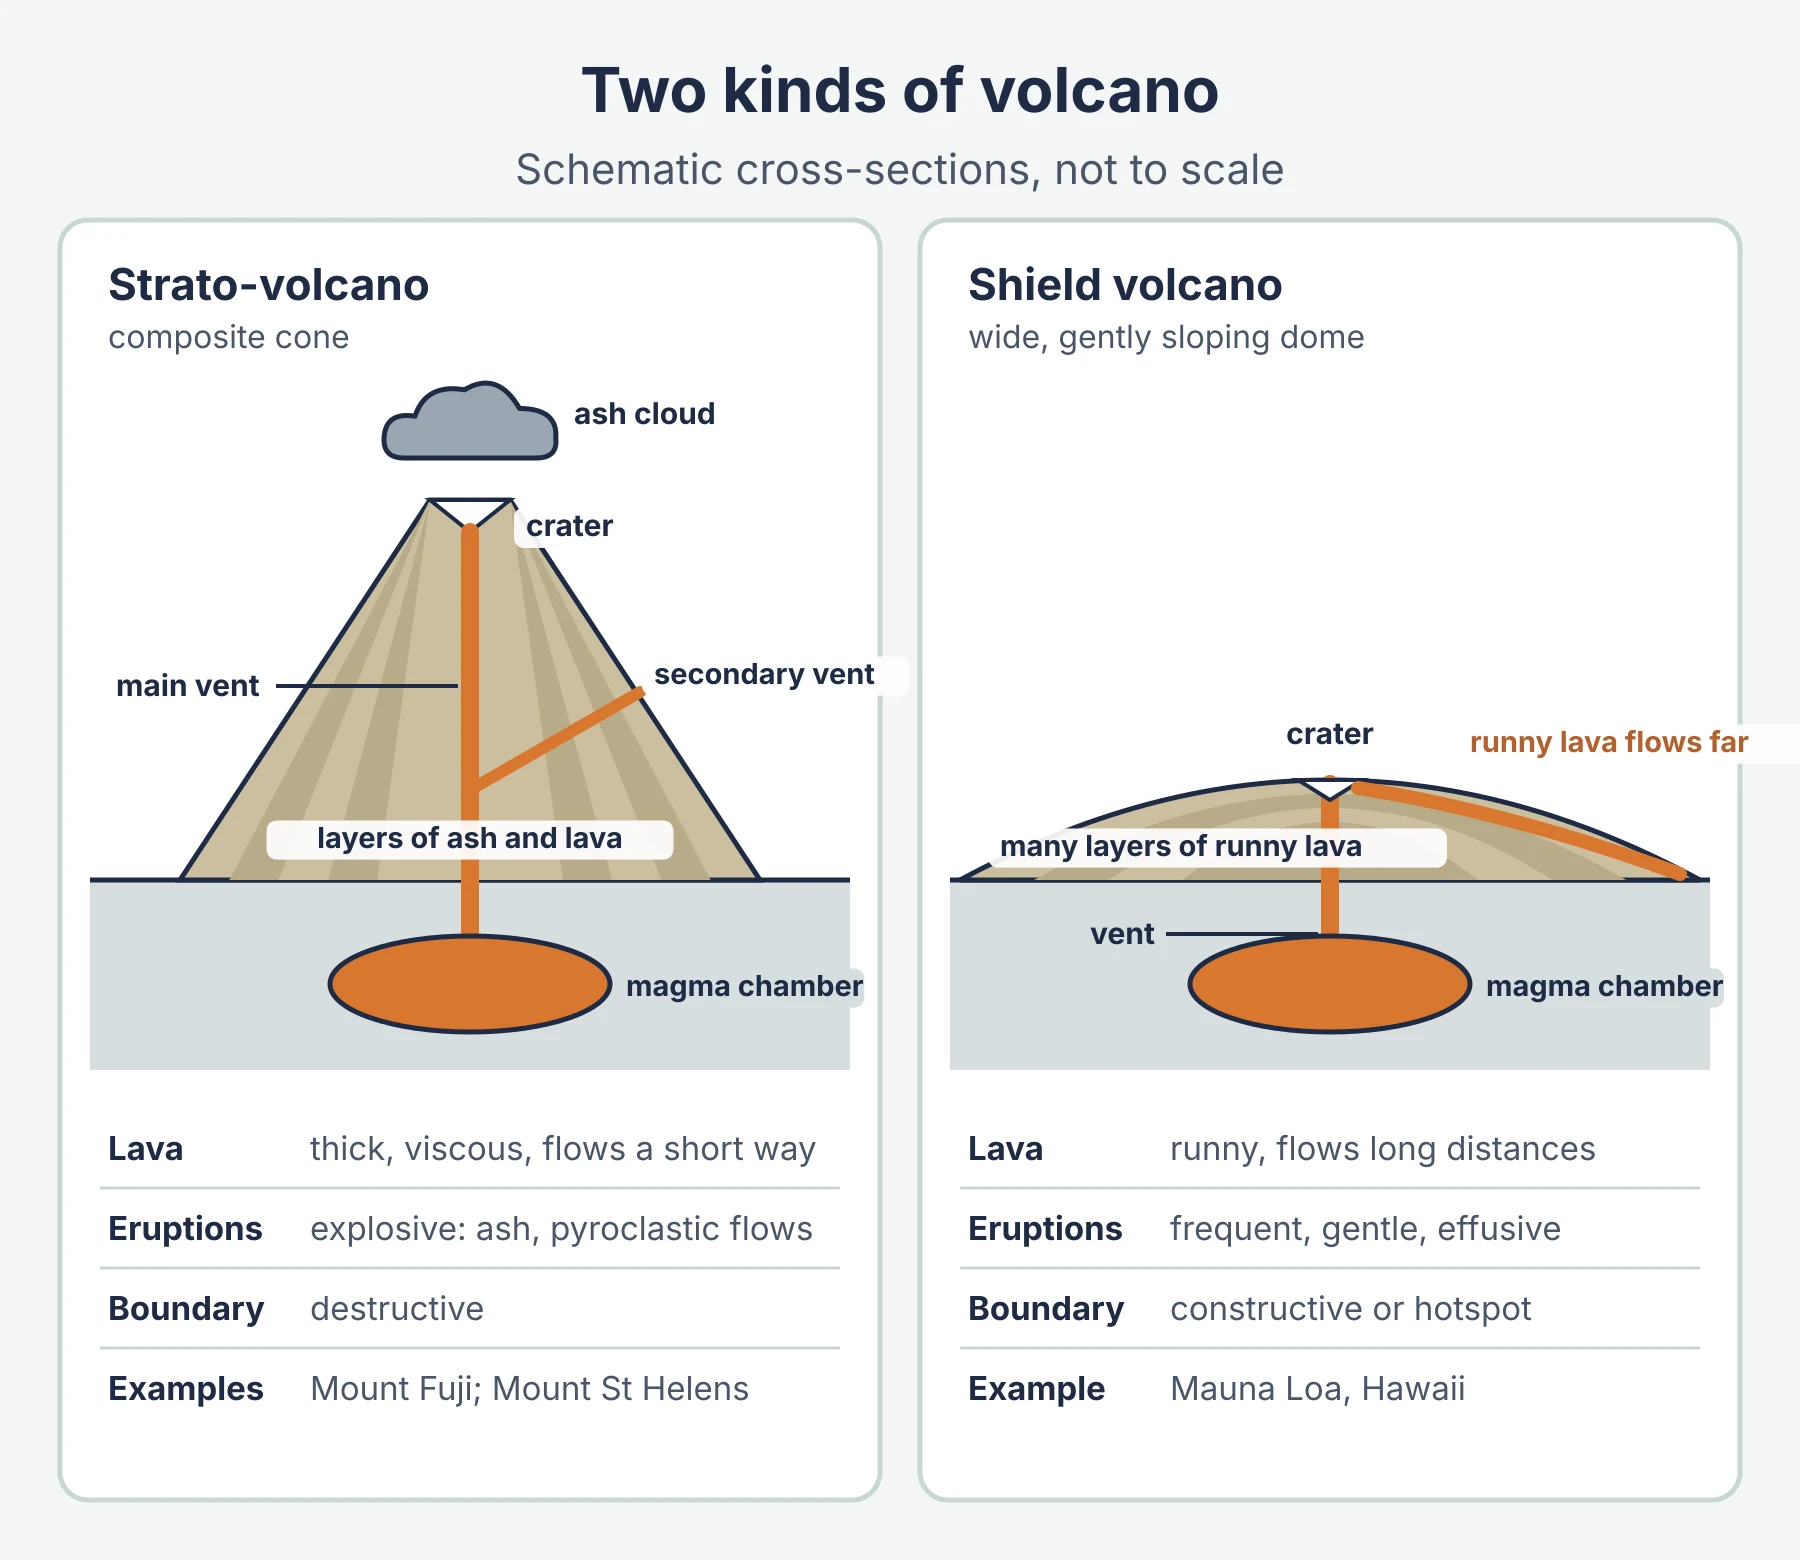 Two kinds of volcano
Schematic cross-sections, not to scale
Strato-volcano
composite cone
ash cloud
crater
main vent
secondary vent
layers of ash and lava
magma chamber
Lava thick, viscous, flows a short way
Eruptions explosive: ash, pyroclastic flows
Boundary destructive
Examples Mount Fuji; Mount St Helens
Shield volcano
wide, gently sloping dome
crater
runny lava flows far
many layers of runny lava
vent
magma chamber
Lava runny, flows long distances
Eruptions frequent, gentle, effusive
Boundary constructive or hotspot
Example Mauna Loa, Hawaii